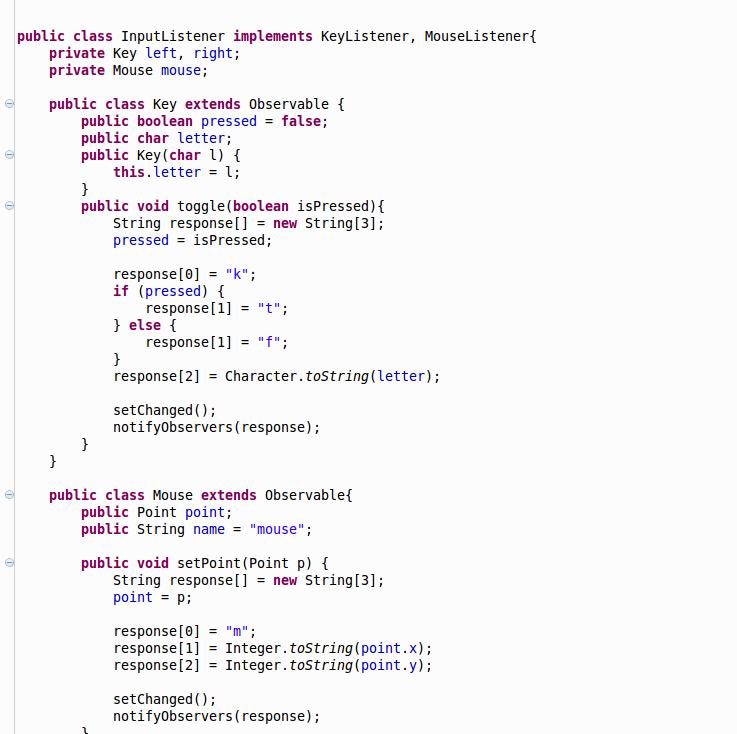 public class InputListener implements KeyListener, MouseListener{
    private Key left, right;
    private Mouse mouse;

    public class Key extends Observable {
        public boolean pressed = false;
        public char letter;
        public Key(char l) {
            this.letter = l;
        }
        public void toggle(boolean isPressed){
            String response[] = new String[3];
            pressed = isPressed;

            response[0] = "k";
            if (pressed) {
                response[1] = "t";
            } else {
                response[1] = "f";
            }
            response[2] = Character.toString(letter);

            setChanged();
            notifyObservers(response);
        }
    }

    public class Mouse extends Observable{
        public Point point;
        public String name = "mouse";

        public void setPoint(Point p) {
            String response[] = new String[3];
            point = p;

            response[0] = "m";
            response[1] = Integer.toString(point.x);
            response[2] = Integer.toString(point.y);

            setChanged();
            notifyObservers(response);
        }